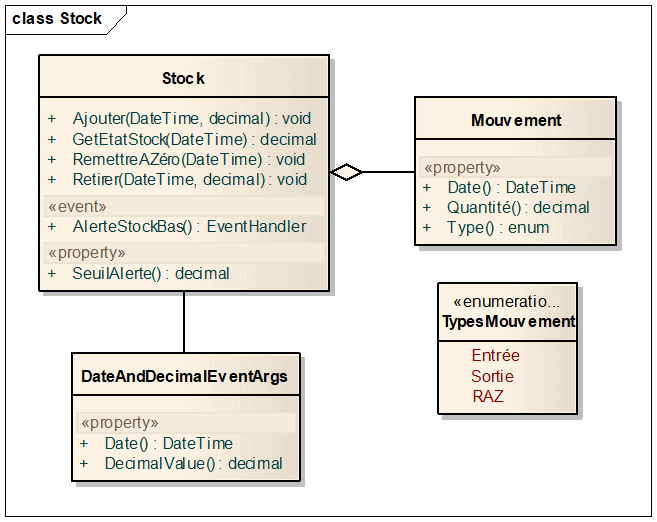 class Stock
Stock
+ Ajouter(DateTime, decimal) : void
+ GetEtatStock(DateTime) : decimal
+ RemettreAZéro(DateTime) : void
+ Retirer(DateTime, decimal) : void
«event»
+ AlerteStockBas() : EventHandler
«property»
+ SeuilAlerte() : decimal
Mouvement
«property»
+ Date() : DateTime
+ Quantité() : decimal
+ Type() : enum
«enumeratio...
TypesMouvement
Entrée
Sortie
RAZ
DateAndDecimalEventArgs
«property»
+ Date() : DateTime
+ DecimalValue() : decimal